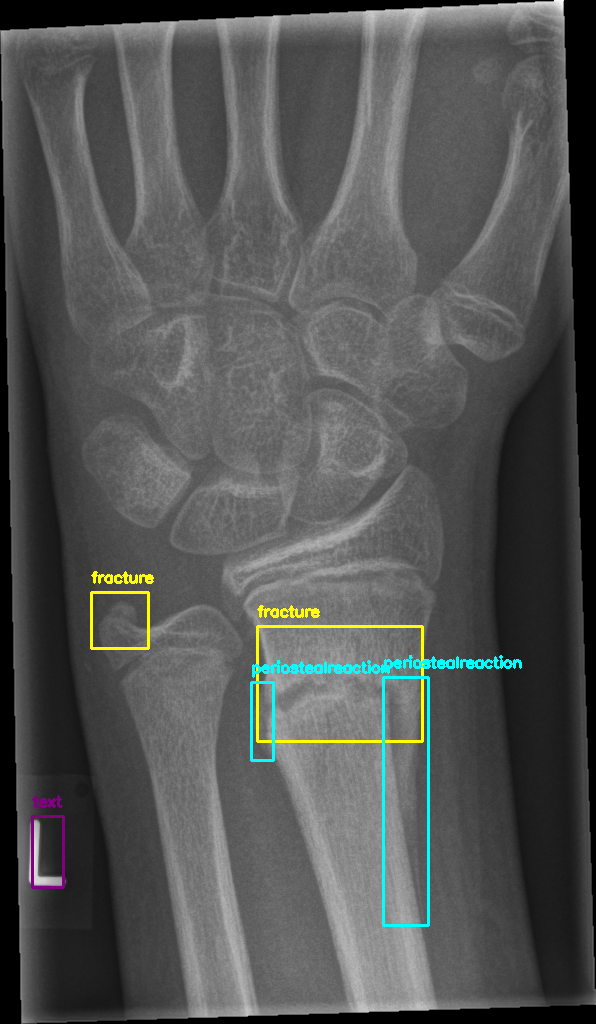 fracture
fracture
periostealreaction
periostealreaction
text
L